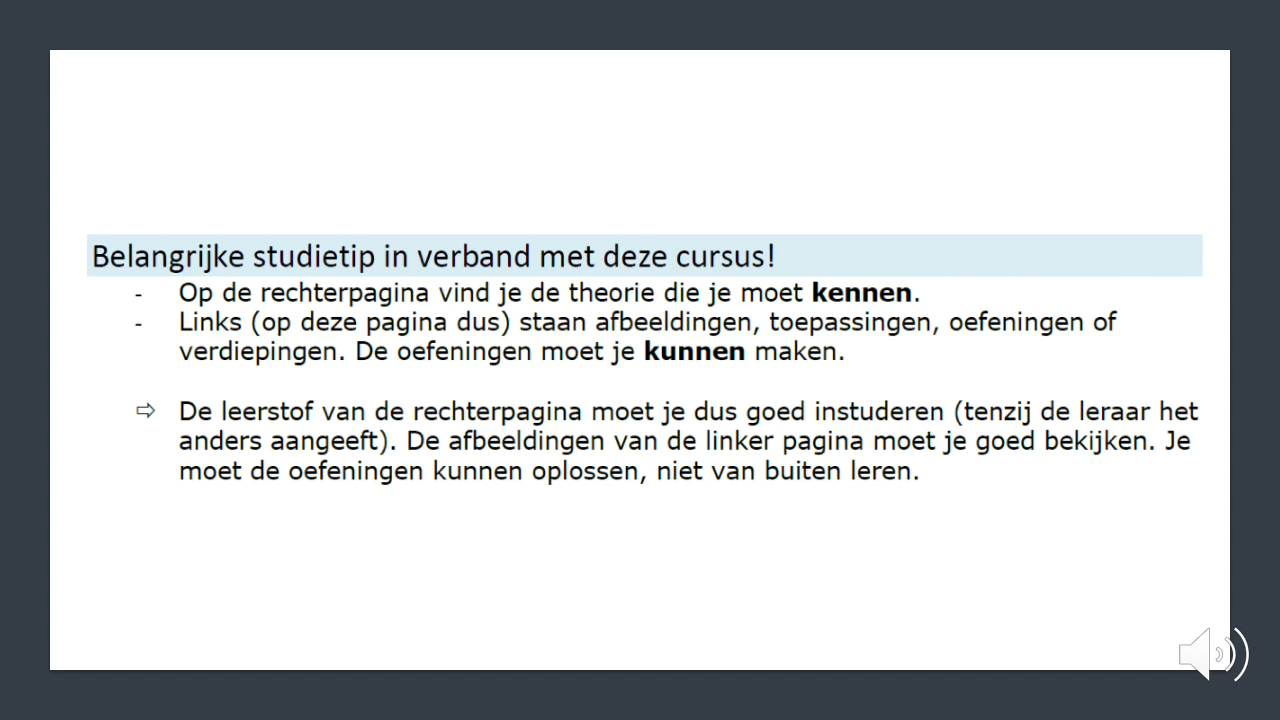 Belangrijke studietip in verband met deze cursus!
- Op de rechterpagina vind je de theorie die je moet kennen.
- Links (op deze pagina dus) staan afbeeldingen, toepassingen, oefeningen of
verdiepingen. De oefeningen moet je kunnen maken.
⇨ De leerstof van de rechterpagina moet je dus goed instuderen (tenzij de leraar het
anders aangeeft). De afbeeldingen van de linker pagina moet je goed bekijken. Je
moet de oefeningen kunnen oplossen, niet van buiten leren.